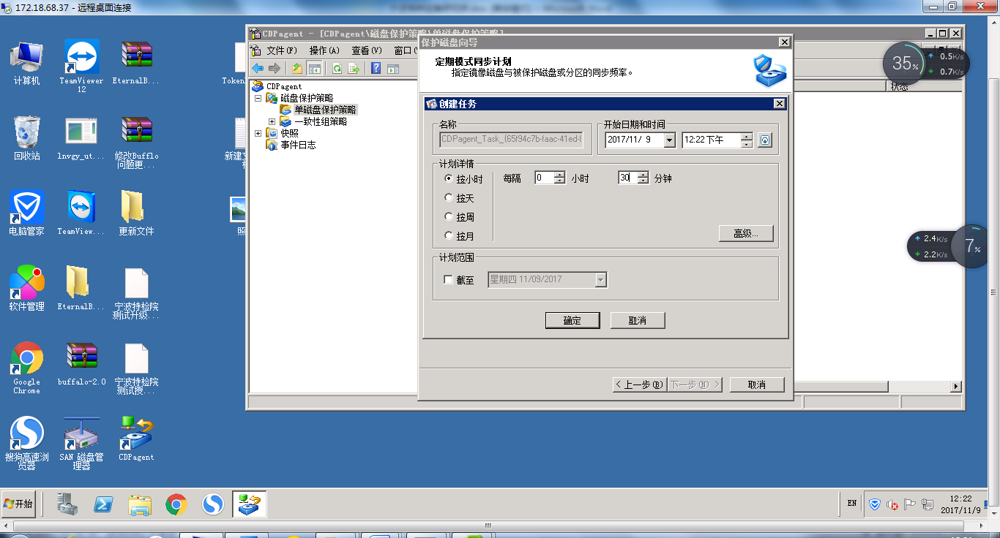 172.18.68.37 - 远程桌面连接
计算机
TeamViewer
12
EternalB...
Token
回收站
lnvgy_ut...
修改Bufflo
问题更...
新建文
电脑管家
TeamView...
更新文件
照
软件管理
EternalB...
宁波特检院
测试升级...
Google
Chrome
buffalo-2.0
宁波特检院
测试授...
搜狗高速浏
览器
SAN 磁盘管
理器
CDPagent
CDPagent - [CDPagent\磁盘保护策略\单磁盘保护策略]
文件(F) 操作(A) 查看(V) 窗口(
CDPagent
磁盘保护策略
单磁盘保护策略
一致性组策略
快照
事件日志
状态
保护磁盘向导
定期模式同步计划
指定镜像磁盘与被保护磁盘或分区的同步频率。
创建任务
名称
CDPagent_Task_{65f94c7b-faac-41ed-8
开始日期和时间
2017/11/ 9
12:22 下午
计划详情
按小时 每隔 0 小时 30 分钟
按天
按周
按月
高级...
计划范围
截至 星期四 11/09/2017
确定 取消
< 上一步(B) 下一步(N) > 取消
35%
0.5K/s
0.7K/s
2.4K/s
2.2K/s
7%
开始
EN
12:22
2017/11/9